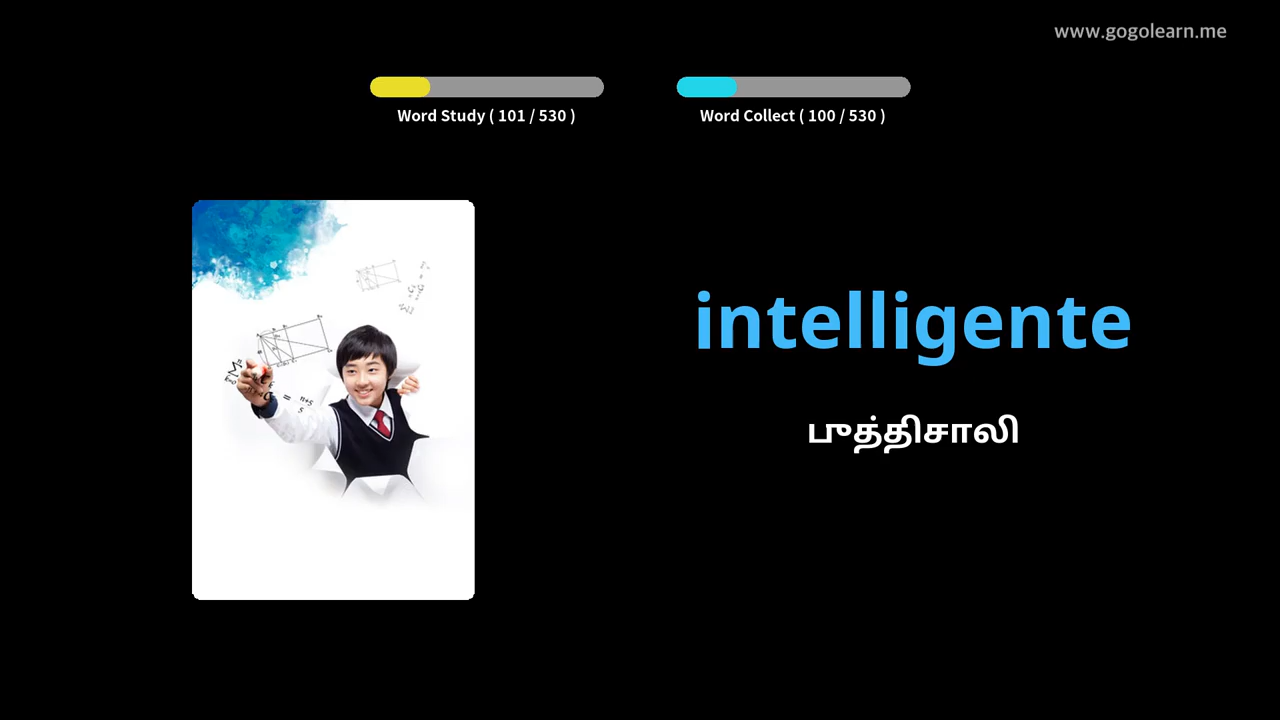 www.gogolearn.me
Word Study ( 101 / 530 )
Word Collect ( 100 / 530 )
intelligente
புத்திசாலி